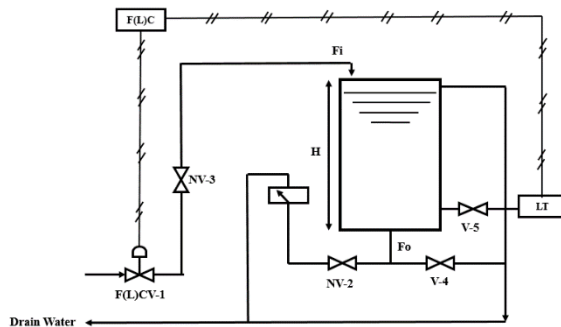 F(L)C
Fi
H
NV-3
LT
V-5
Fo
F(L)CV-1
NV-2
V-4
Drain Water